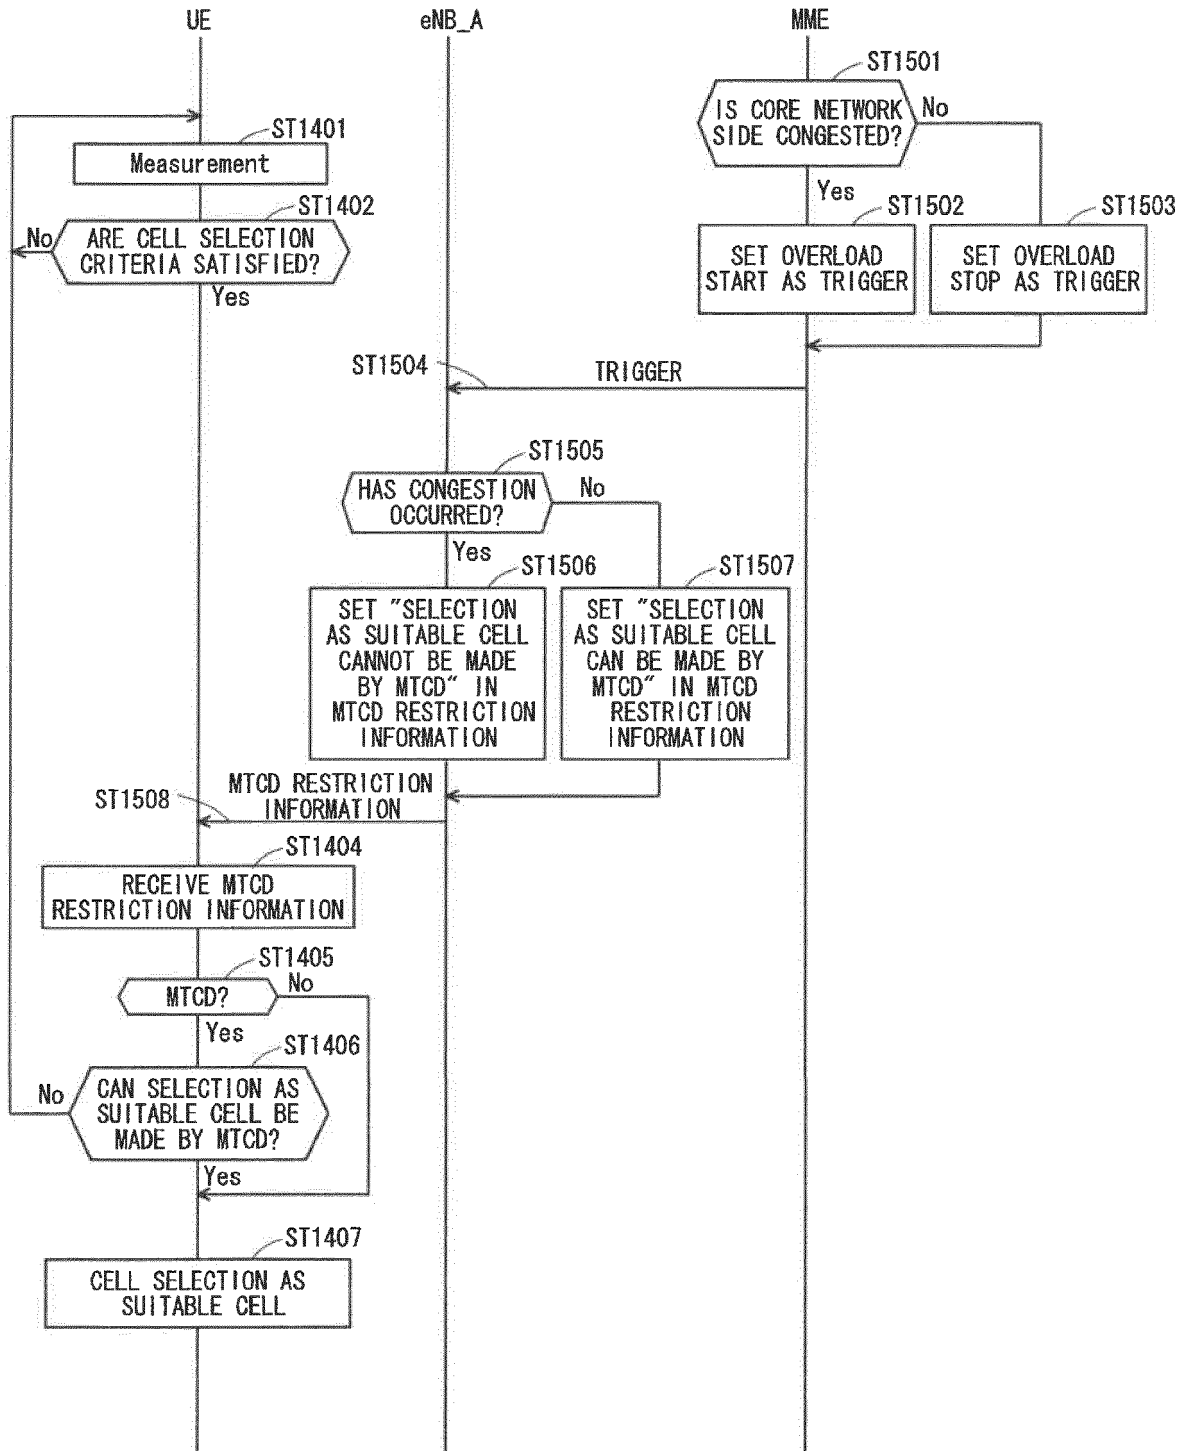 UE
eNB_A
MME
ST1501
IS CORE NETWORK
SIDE CONGESTED?
No
Yes
ST1401
Measurement
ST1402
ARE CELL SELECTION
CRITERIA SATISFIED?
No
Yes
ST1502
SET OVERLOAD
START AS TRIGGER
ST1503
SET OVERLOAD
STOP AS TRIGGER
ST1504
TRIGGER
ST1505
HAS CONGESTION
OCCURRED?
No
Yes
ST1506
SET "SELECTION
AS SUITABLE CELL
CANNOT BE MADE
BY MTCD" IN
MTCD RESTRICTION
INFORMATION
ST1507
SET "SELECTION
AS SUITABLE CELL
CAN BE MADE BY
MTCD" IN MTCD
RESTRICTION
INFORMATION
MTCD RESTRICTION
INFORMATION
ST1508
ST1404
RECEIVE MTCD
RESTRICTION INFORMATION
ST1405
MTCD?
No
Yes
ST1406
CAN SELECTION AS
SUITABLE CELL BE
MADE BY MTCD?
No
Yes
ST1407
CELL SELECTION AS
SUITABLE CELL